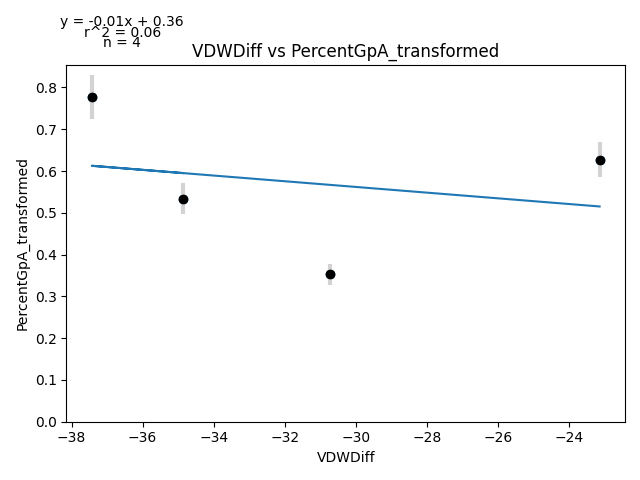 y = -0.01x + 0.36
r^2 = 0.06
n = 4
VDWDiff vs PercentGpA_transformed
0.8
0.7
0.6
0.5
0.4
0.3
0.2
0.1
0.0
PercentGpA_transformed
−38
−36
−34
−32
−30
−28
−26
−24
VDWDiff